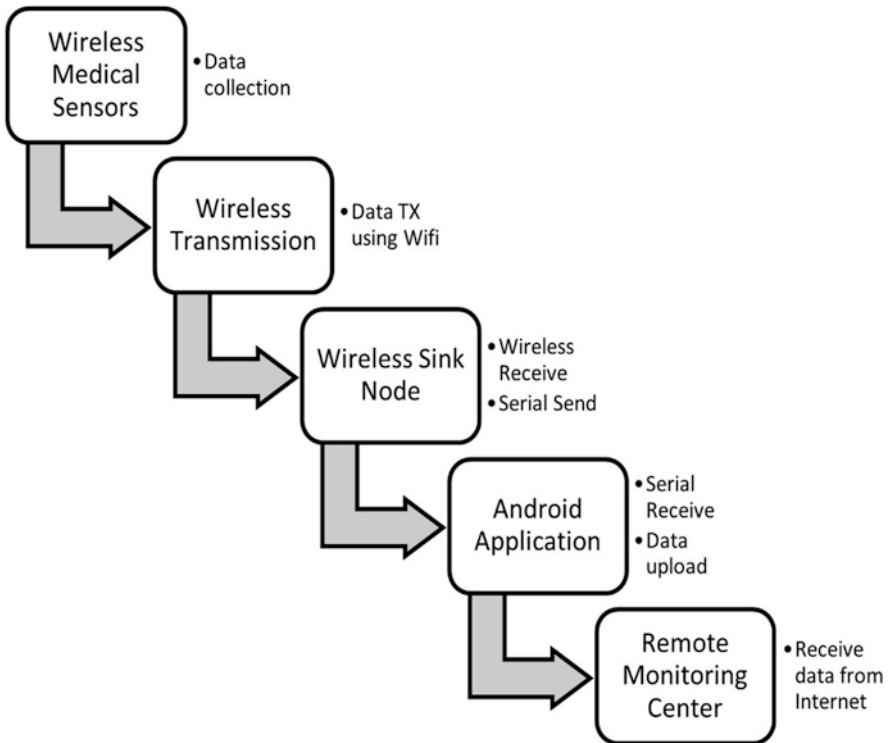 Wireless
Medical
Sensors
•Data
collection
Wireless
Transmission
•Data TX
using Wifi
Wireless Sink
Node
•Wireless
Receive
•Serial Send
Android
Application
•Serial
Receive
•Data
upload
Remote
Monitoring
Center
•Receive
data from
Internet